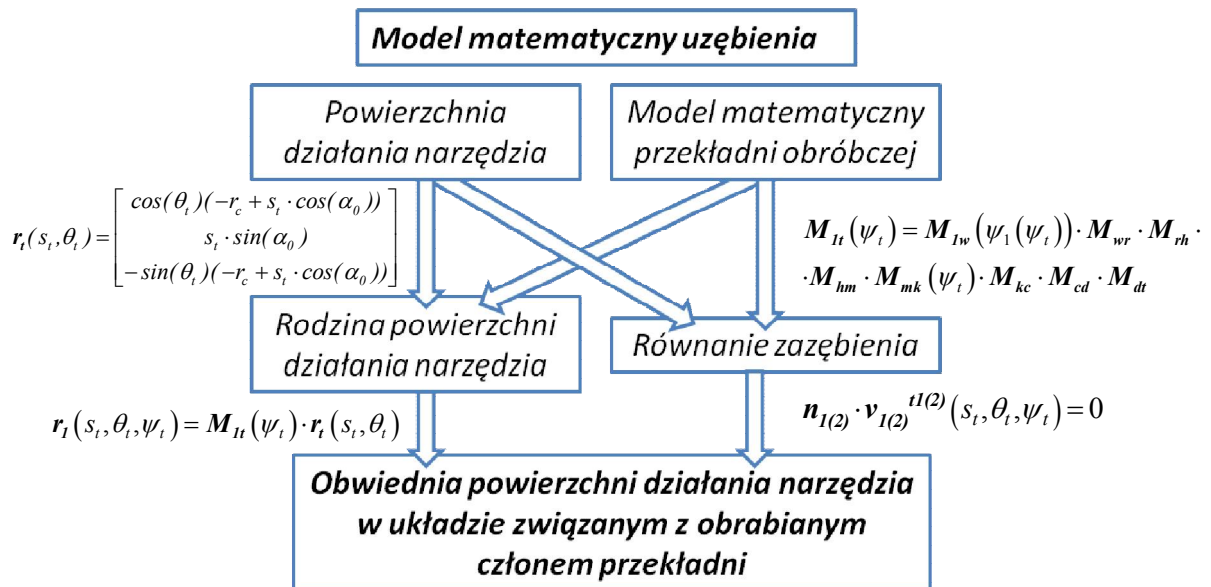 Model matematyczny uzębienia
Powierzchnia
działania narzędzia
Model matematyczny
przekładni obróbczej
r_t(s_t,θ_t) = [cos(θ_t)(-r_c + s_t · cos(α_0))
s_t · sin(α_0)
-sin(θ_t)(-r_c + s_t · cos(α_0))]
M_1t(ψ_t) = M_1w(ψ_1(ψ_t)) · M_wr · M_rh ·
· M_hm · M_mk(ψ_t) · M_kc · M_cd · M_dt
Rodzina powierzchni
działania narzędzia
Równanie zazębienia
r_1(s_t,θ_t,ψ_t) = M_1t(ψ_t) · r_t(s_t,θ_t)
n_1(2) · v_1(2)^t1(2)(s_t,θ_t,ψ_t) = 0
Obwiednia powierzchni działania narzędzia
w układzie związanym z obrabianym
członem przekładni